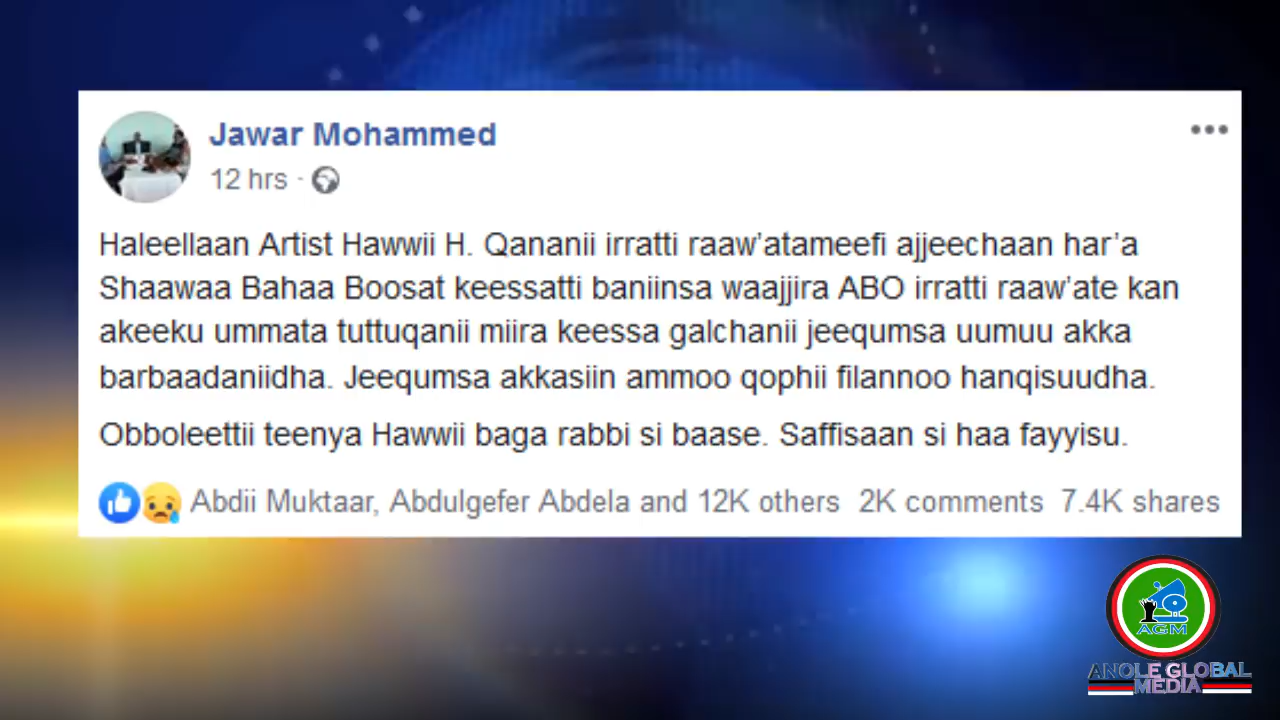 Jawar Mohammed
12 hrs ·
Haleellaan Artist Hawwii H. Qananii irratti raaw'atameefi ajjeechaan har'a
Shaawaa Bahaa Boosat keessatti baniinsa waajjira ABO irratti raaw'ate kan
akeeku ummata tuttuqanii miira keessa galchanii jeequmsa uumuu akka
barbaadaniidha. Jeequmsa akkasiin ammoo qophii filannoo hanqisuudha.
Obboleettii teenya Hawwii baga rabbi si baase. Saffisaan si haa fayyisu.
Abdii Muktaar, Abdulgefer Abdela and 12K others 2K comments 7.4K shares
AGM
ANOLE GLOBAL
MEDIA